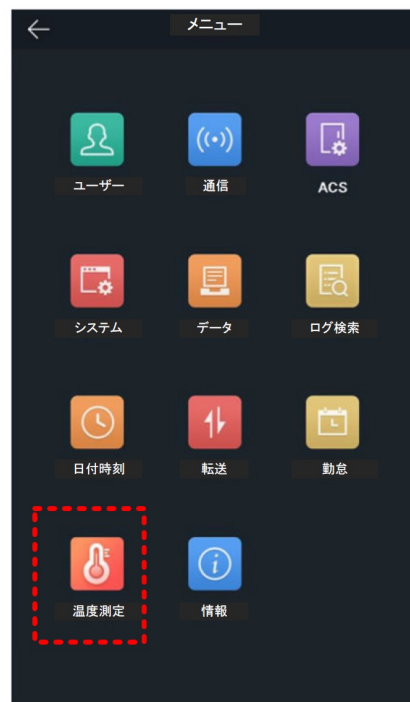 メニュー
ユーザー
通信
ACS
システム
データ
ログ検索
日付時刻
転送
勤怠
温度測定
情報